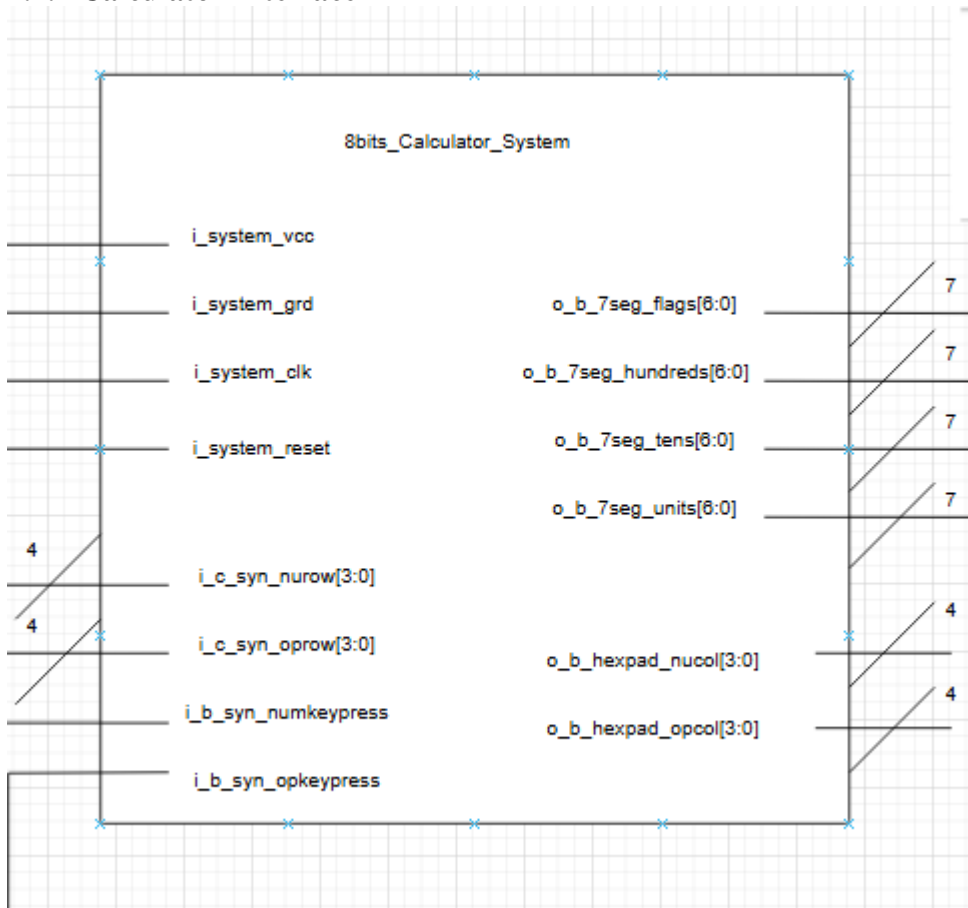 8bits_Calculator_System
i_system_vcc
i_system_grd
i_system_clk
i_system_reset
4
i_c_syn_nurow[3:0]
4
i_c_syn_oprow[3:0]
i_b_syn_numkeypress
i_b_syn_opkeypress
o_b_7seg_flags[6:0]
7
o_b_7seg_hundreds[6:0]
7
o_b_7seg_tens[6:0]
7
o_b_7seg_units[6:0]
7
o_b_hexpad_nucol[3:0]
4
o_b_hexpad_opcol[3:0]
4